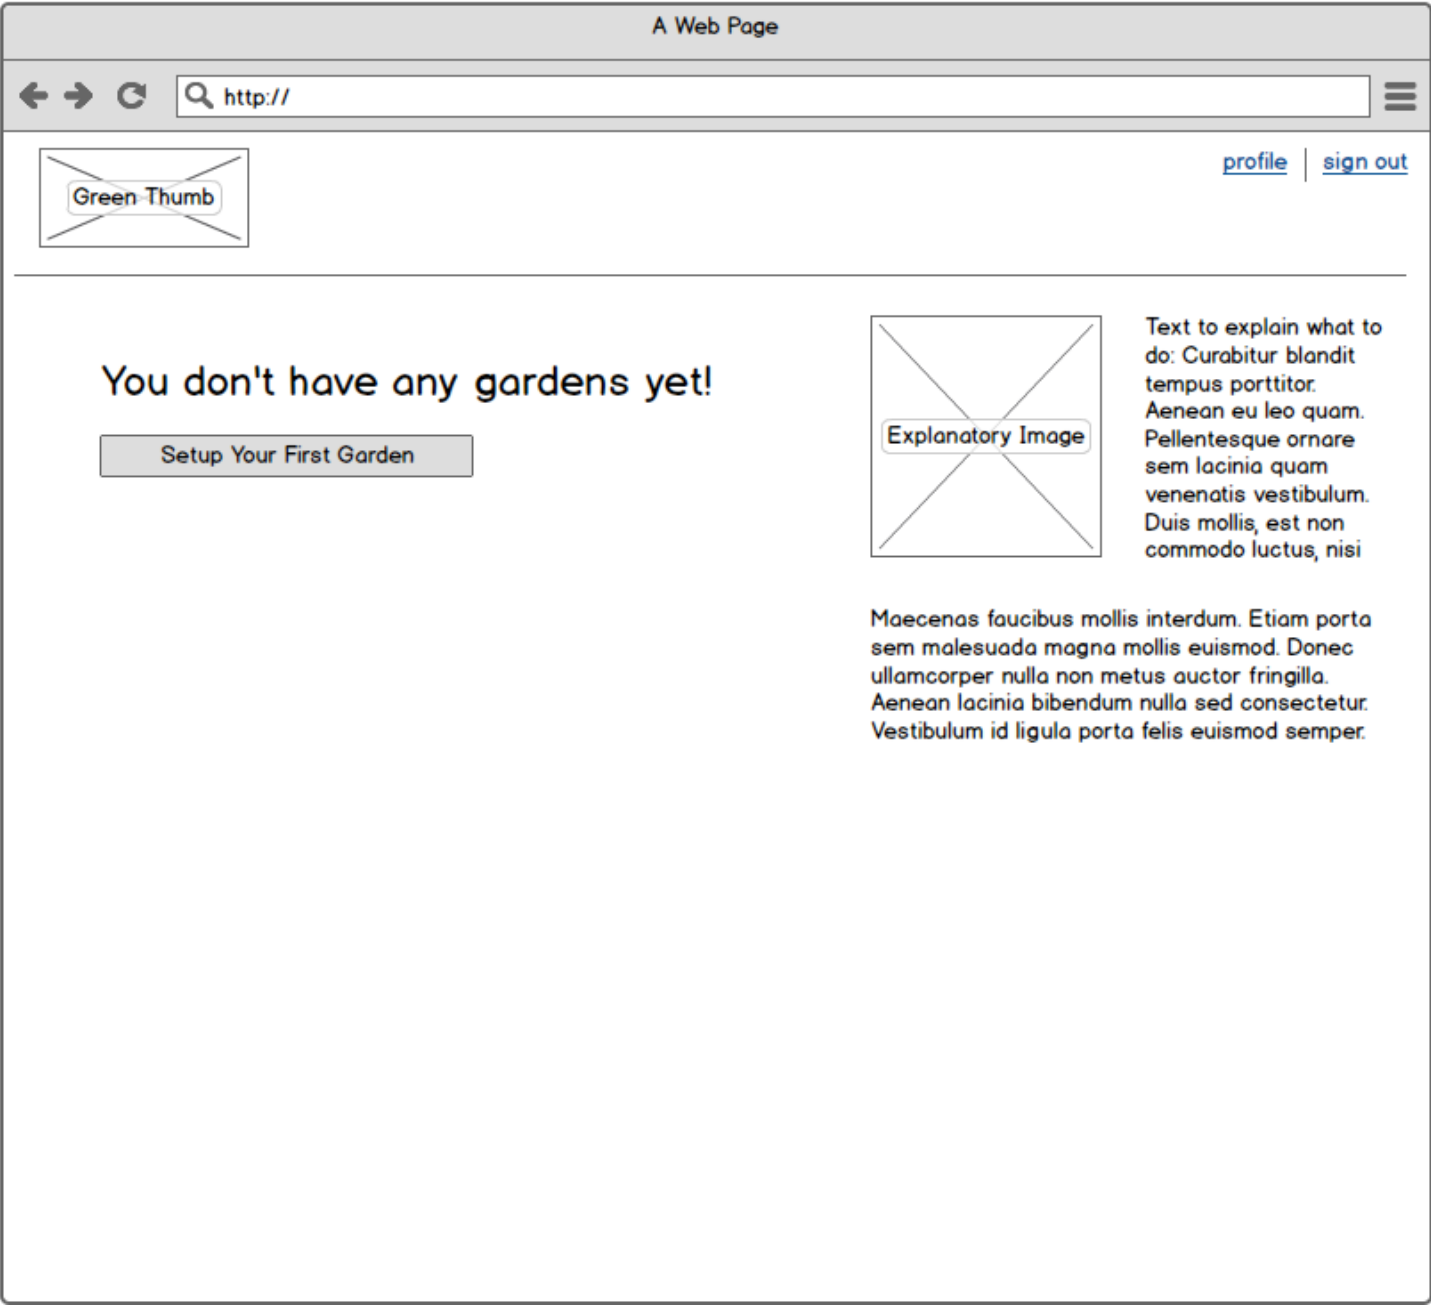 A Web Page
http://
Green Thumb
profile
sign out
You don't have any gardens yet!
Setup Your First Garden
Explanatory Image
Text to explain what to
do: Curabitur blandit
tempus porttitor.
Aenean eu leo quam.
Pellentesque ornare
sem lacinia quam
venenatis vestibulum.
Duis mollis, est non
commodo luctus, nisi
Maecenas faucibus mollis interdum. Etiam porta
sem malesuada magna mollis euismod. Donec
ullamcorper nulla non metus auctor fringilla.
Aenean lacinia bibendum nulla sed consectetur.
Vestibulum id ligula porta felis euismod semper.